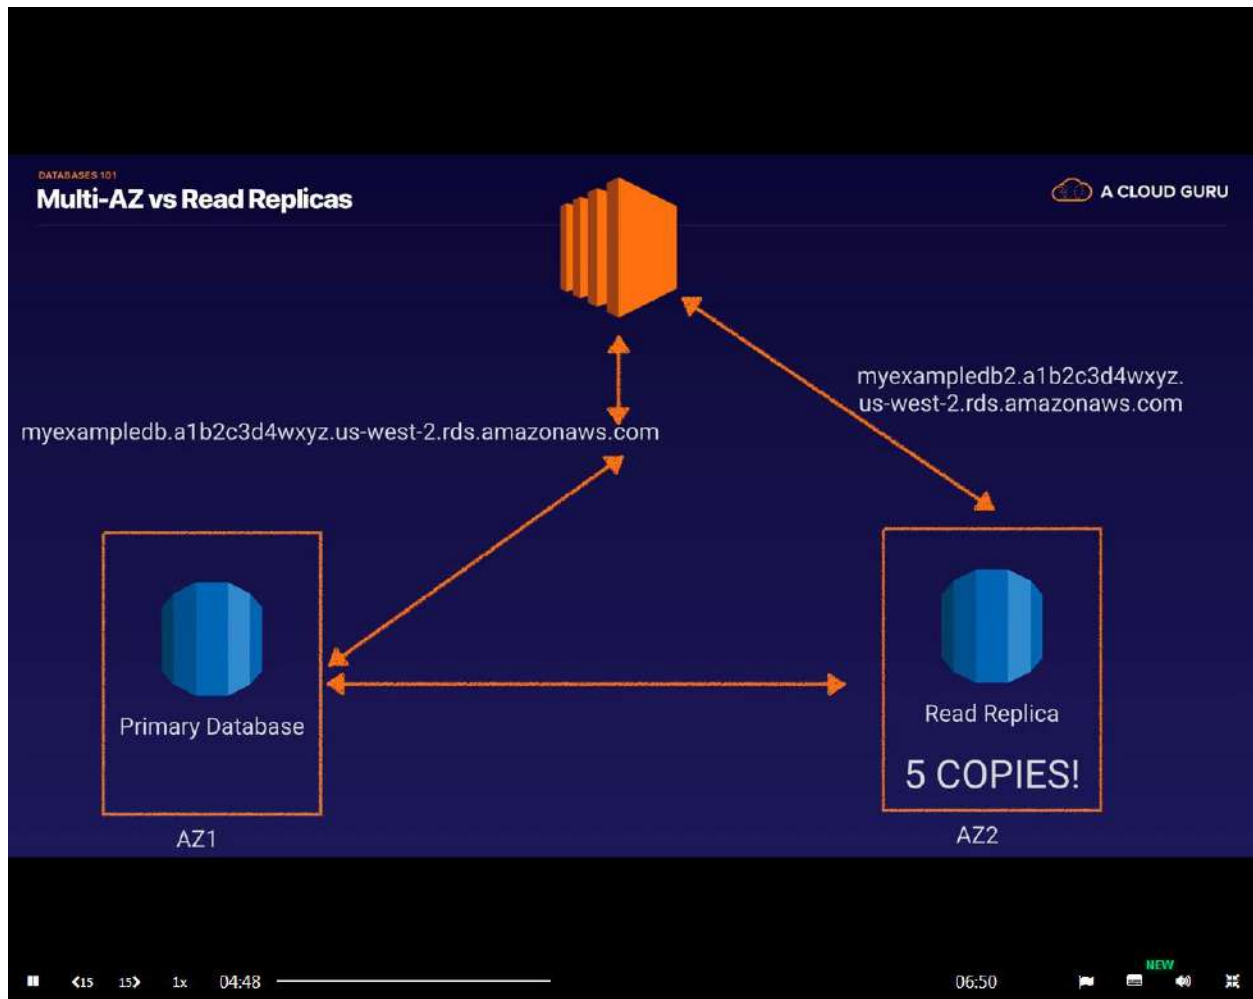 DATABASES 101
Multi-AZ vs Read Replicas
A CLOUD GURU
myexampledb2.a1b2c3d4wxyz.
us-west-2.rds.amazonaws.com
myexampledb.a1b2c3d4wxyz.us-west-2.rds.amazonaws.com
Primary Database
AZ1
Read Replica
5 COPIES!
AZ2
15
15
1x
04:48
06:50
NEW